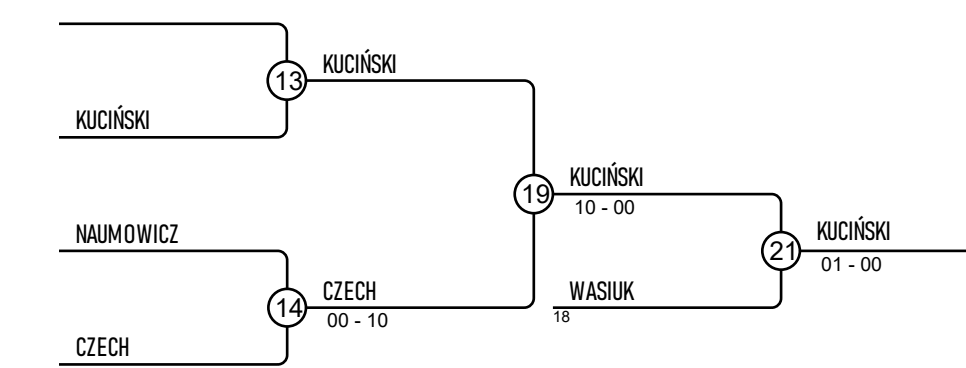 KUCIŃSKI
13
KUCIŃSKI
KUCIŃSKI
19
10 - 00
NAUMOWICZ
KUCIŃSKI
21
01 - 00
CZECH
14
00 - 10
WASIUK
18
CZECH